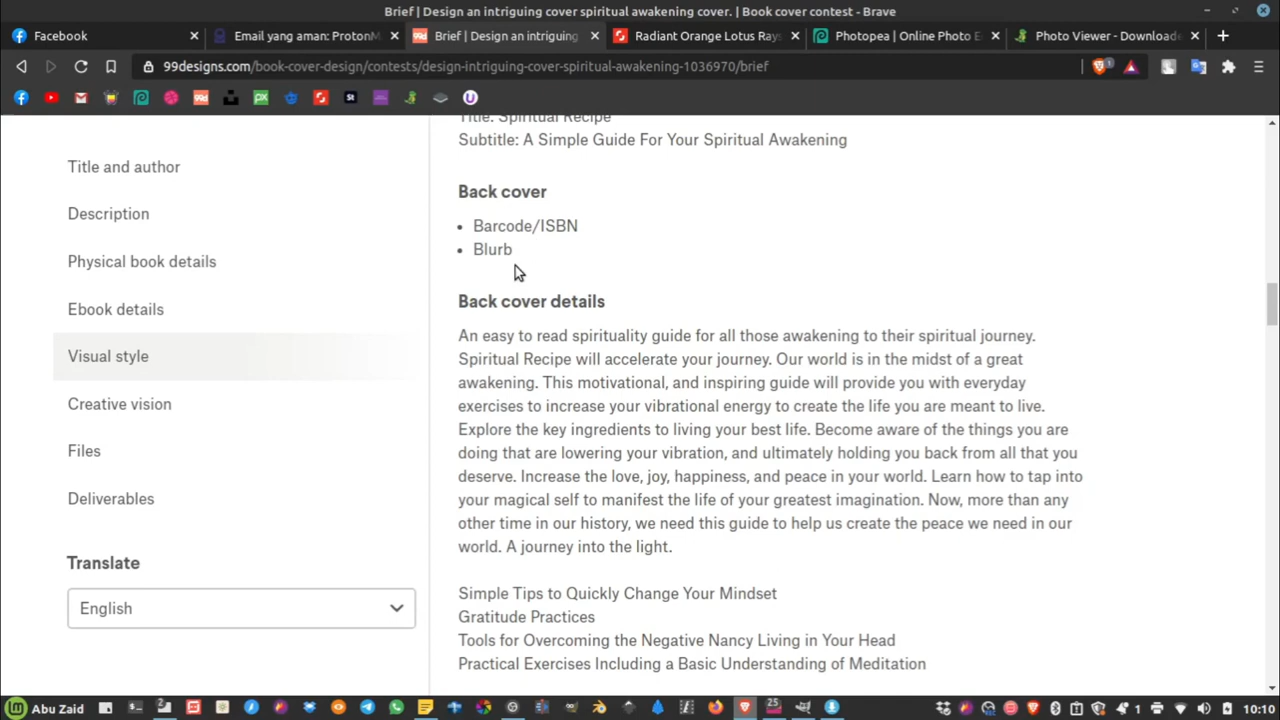 Brief | Design an intriguing cover spiritual awakening cover. | Book cover contest - Brave
Facebook
Email yang aman: ProtonM
Brief | Design an intriguing
Radiant Orange Lotus Rays
Photopea | Online Photo E
Photo Viewer - Downloade
99designs.com/book-cover-design/contests/design-intriguing-cover-spiritual-awakening-1036970/brief
Title and author
Description
Physical book details
Ebook details
Visual style
Creative vision
Files
Deliverables
Translate
English
Title: Spiritual Recipe
Subtitle: A Simple Guide For Your Spiritual Awakening
Back cover
• Barcode/ISBN
• Blurb
Back cover details
An easy to read spirituality guide for all those awakening to their spiritual journey.
Spiritual Recipe will accelerate your journey. Our world is in the midst of a great
awakening. This motivational, and inspiring guide will provide you with everyday
exercises to increase your vibrational energy to create the life you are meant to live.
Explore the key ingredients to living your best life. Become aware of the things you are
doing that are lowering your vibration, and ultimately holding you back from all that you
deserve. Increase the love, joy, happiness, and peace in your world. Learn how to tap into
your magical self to manifest the life of your greatest imagination. Now, more than any
other time in our history, we need this guide to help us create the peace we need in our
world. A journey into the light.
Simple Tips to Quickly Change Your Mindset
Gratitude Practices
Tools for Overcoming the Negative Nancy Living in Your Head
Practical Exercises Including a Basic Understanding of Meditation
Abu Zaid
1
10:10